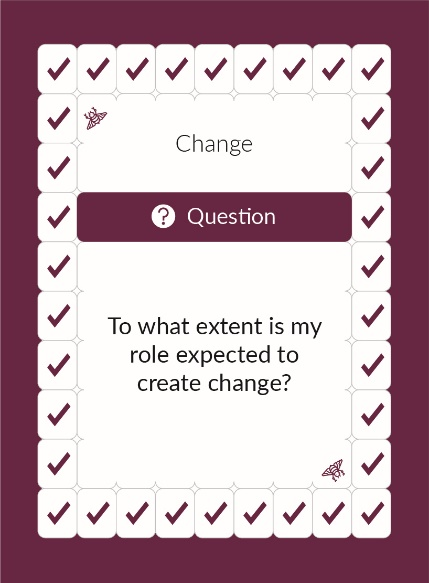 Change
? Question
To what extent is my
role expected to
create change?